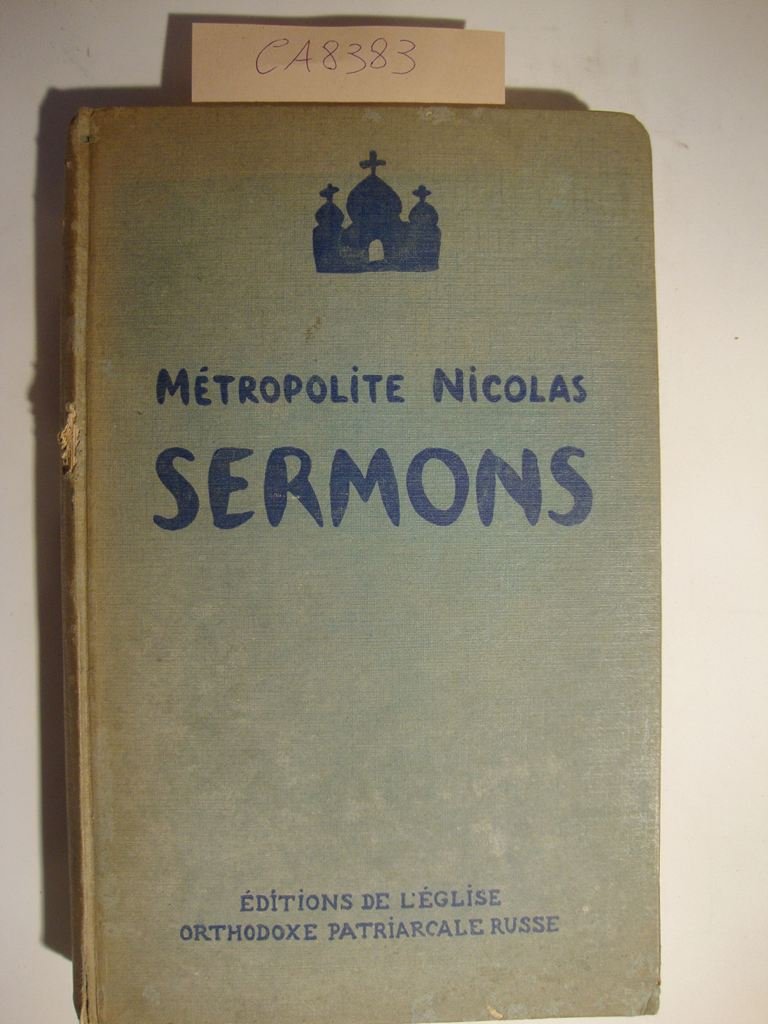 CA8383
MÉTROPOLITE NICOLAS
SERMONS
ÉDITIONS DE L'ÉGLISE
ORTHODOXE PATRIARCALE RUSSE